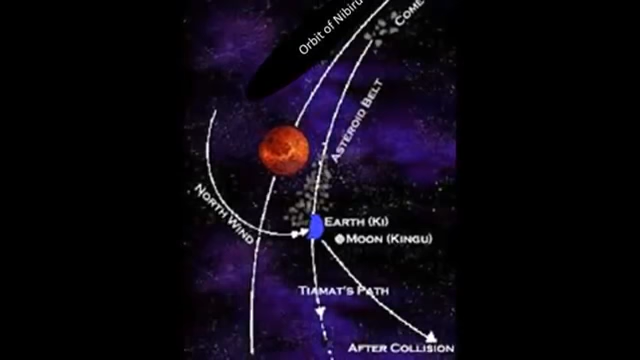 Orbit of Nibiru
COME
ASTEROID BELT
NORTH WIND
EARTH (KI)
MOON (KINGU)
TIAMAT'S PATH
AFTER COLLISION